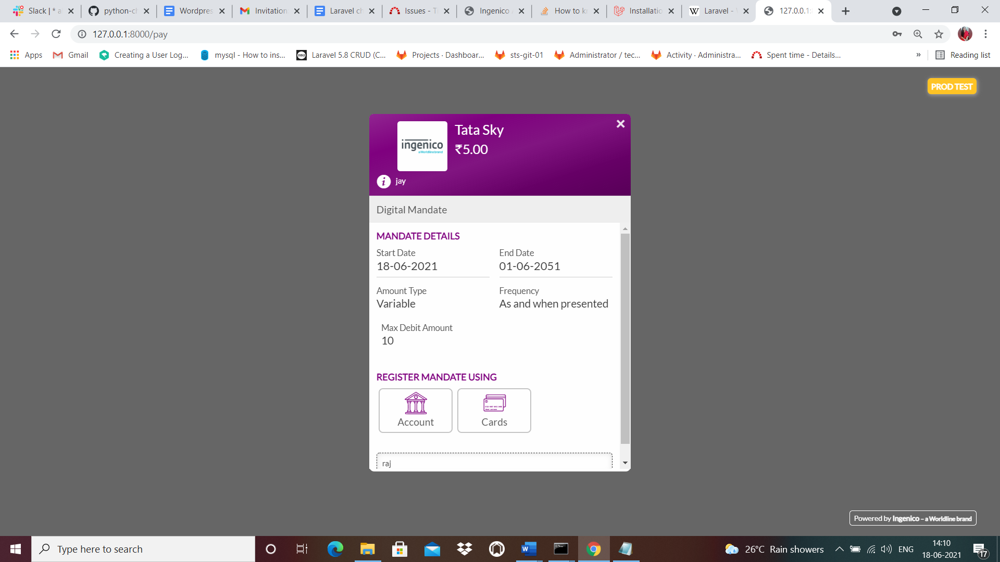 Slack | * a
python-cl
Wordpres
Invitation
Laravel ch
Issues - Ti
Ingenico
How to kn
Installatio
Laravel -
127.0.0.1:
127.0.0.1:8000/pay
Apps
Gmail
Creating a User Log...
mysql - How to ins...
Laravel 5.8 CRUD (C...
Projects · Dashboar...
sts-git-01
Administrator / tec...
Activity · Administra...
Spent time - Details...
»
Reading list
PROD TEST
ingenico
a Worldline brand
Tata Sky
₹5.00
i jay
Digital Mandate
MANDATE DETAILS
Start Date
18-06-2021
End Date
01-06-2051
Amount Type
Variable
Frequency
As and when presented
Max Debit Amount
10
REGISTER MANDATE USING
Account
Cards
raj
Powered by Ingenico – a Worldline brand
Type here to search
26°C Rain showers
ENG
14:10
18-06-2021
17